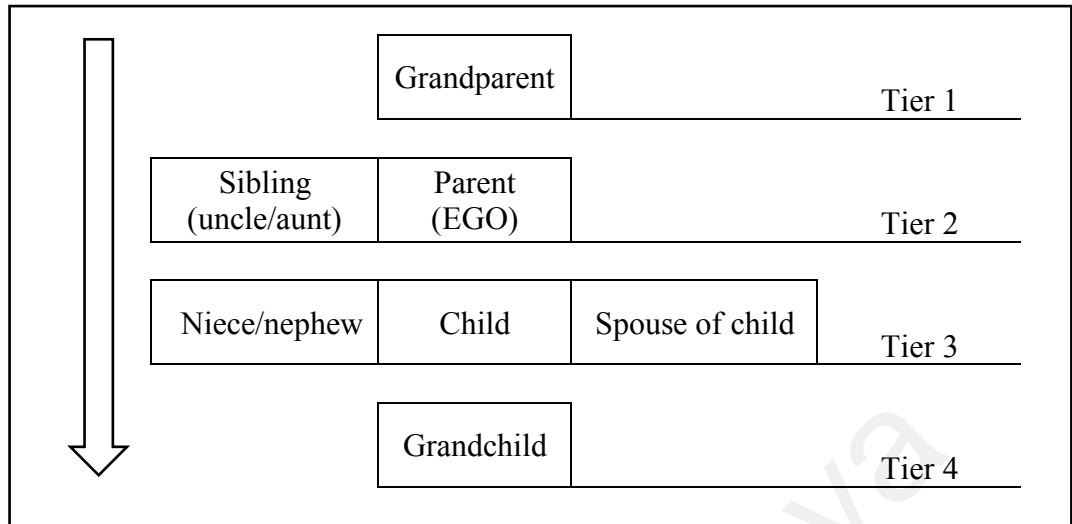 Grandparent
Tier 1
Sibling
(uncle/aunt)
Parent
(EGO)
Tier 2
Niece/nephew
Child
Spouse of child
Tier 3
Grandchild
Tier 4
ya